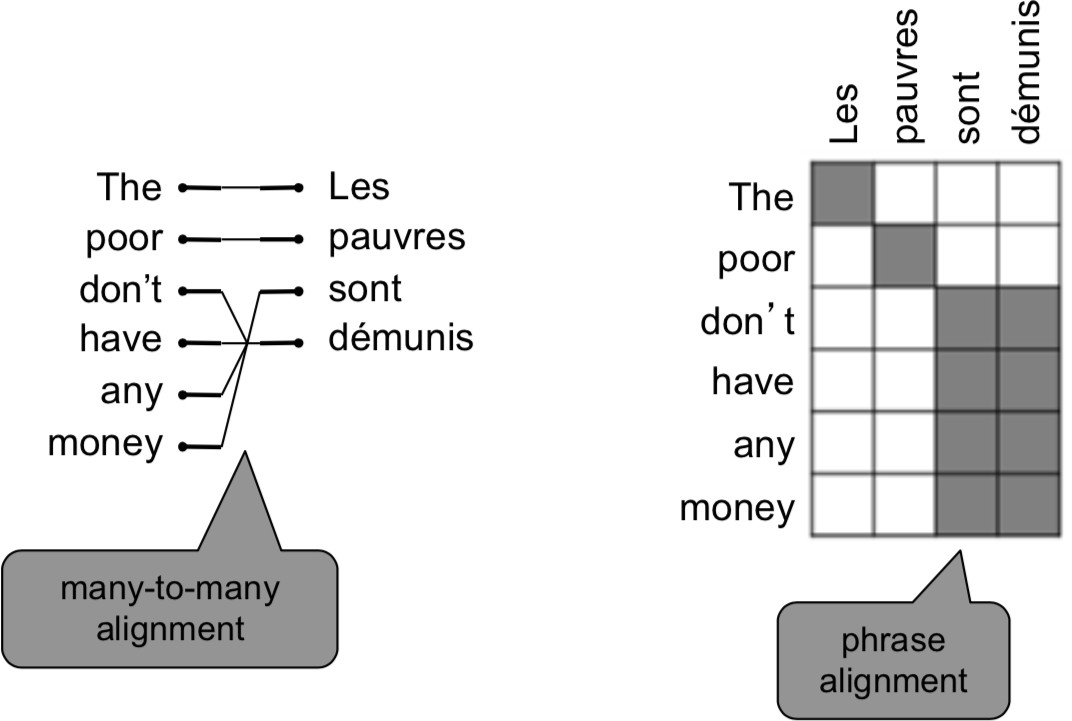 The Les
poor pauvres
don't sont
have démunis
any
money
many-to-many
alignment
Les pauvres sont démunis
The
poor
don’ t
have
any
money
phrase
alignment